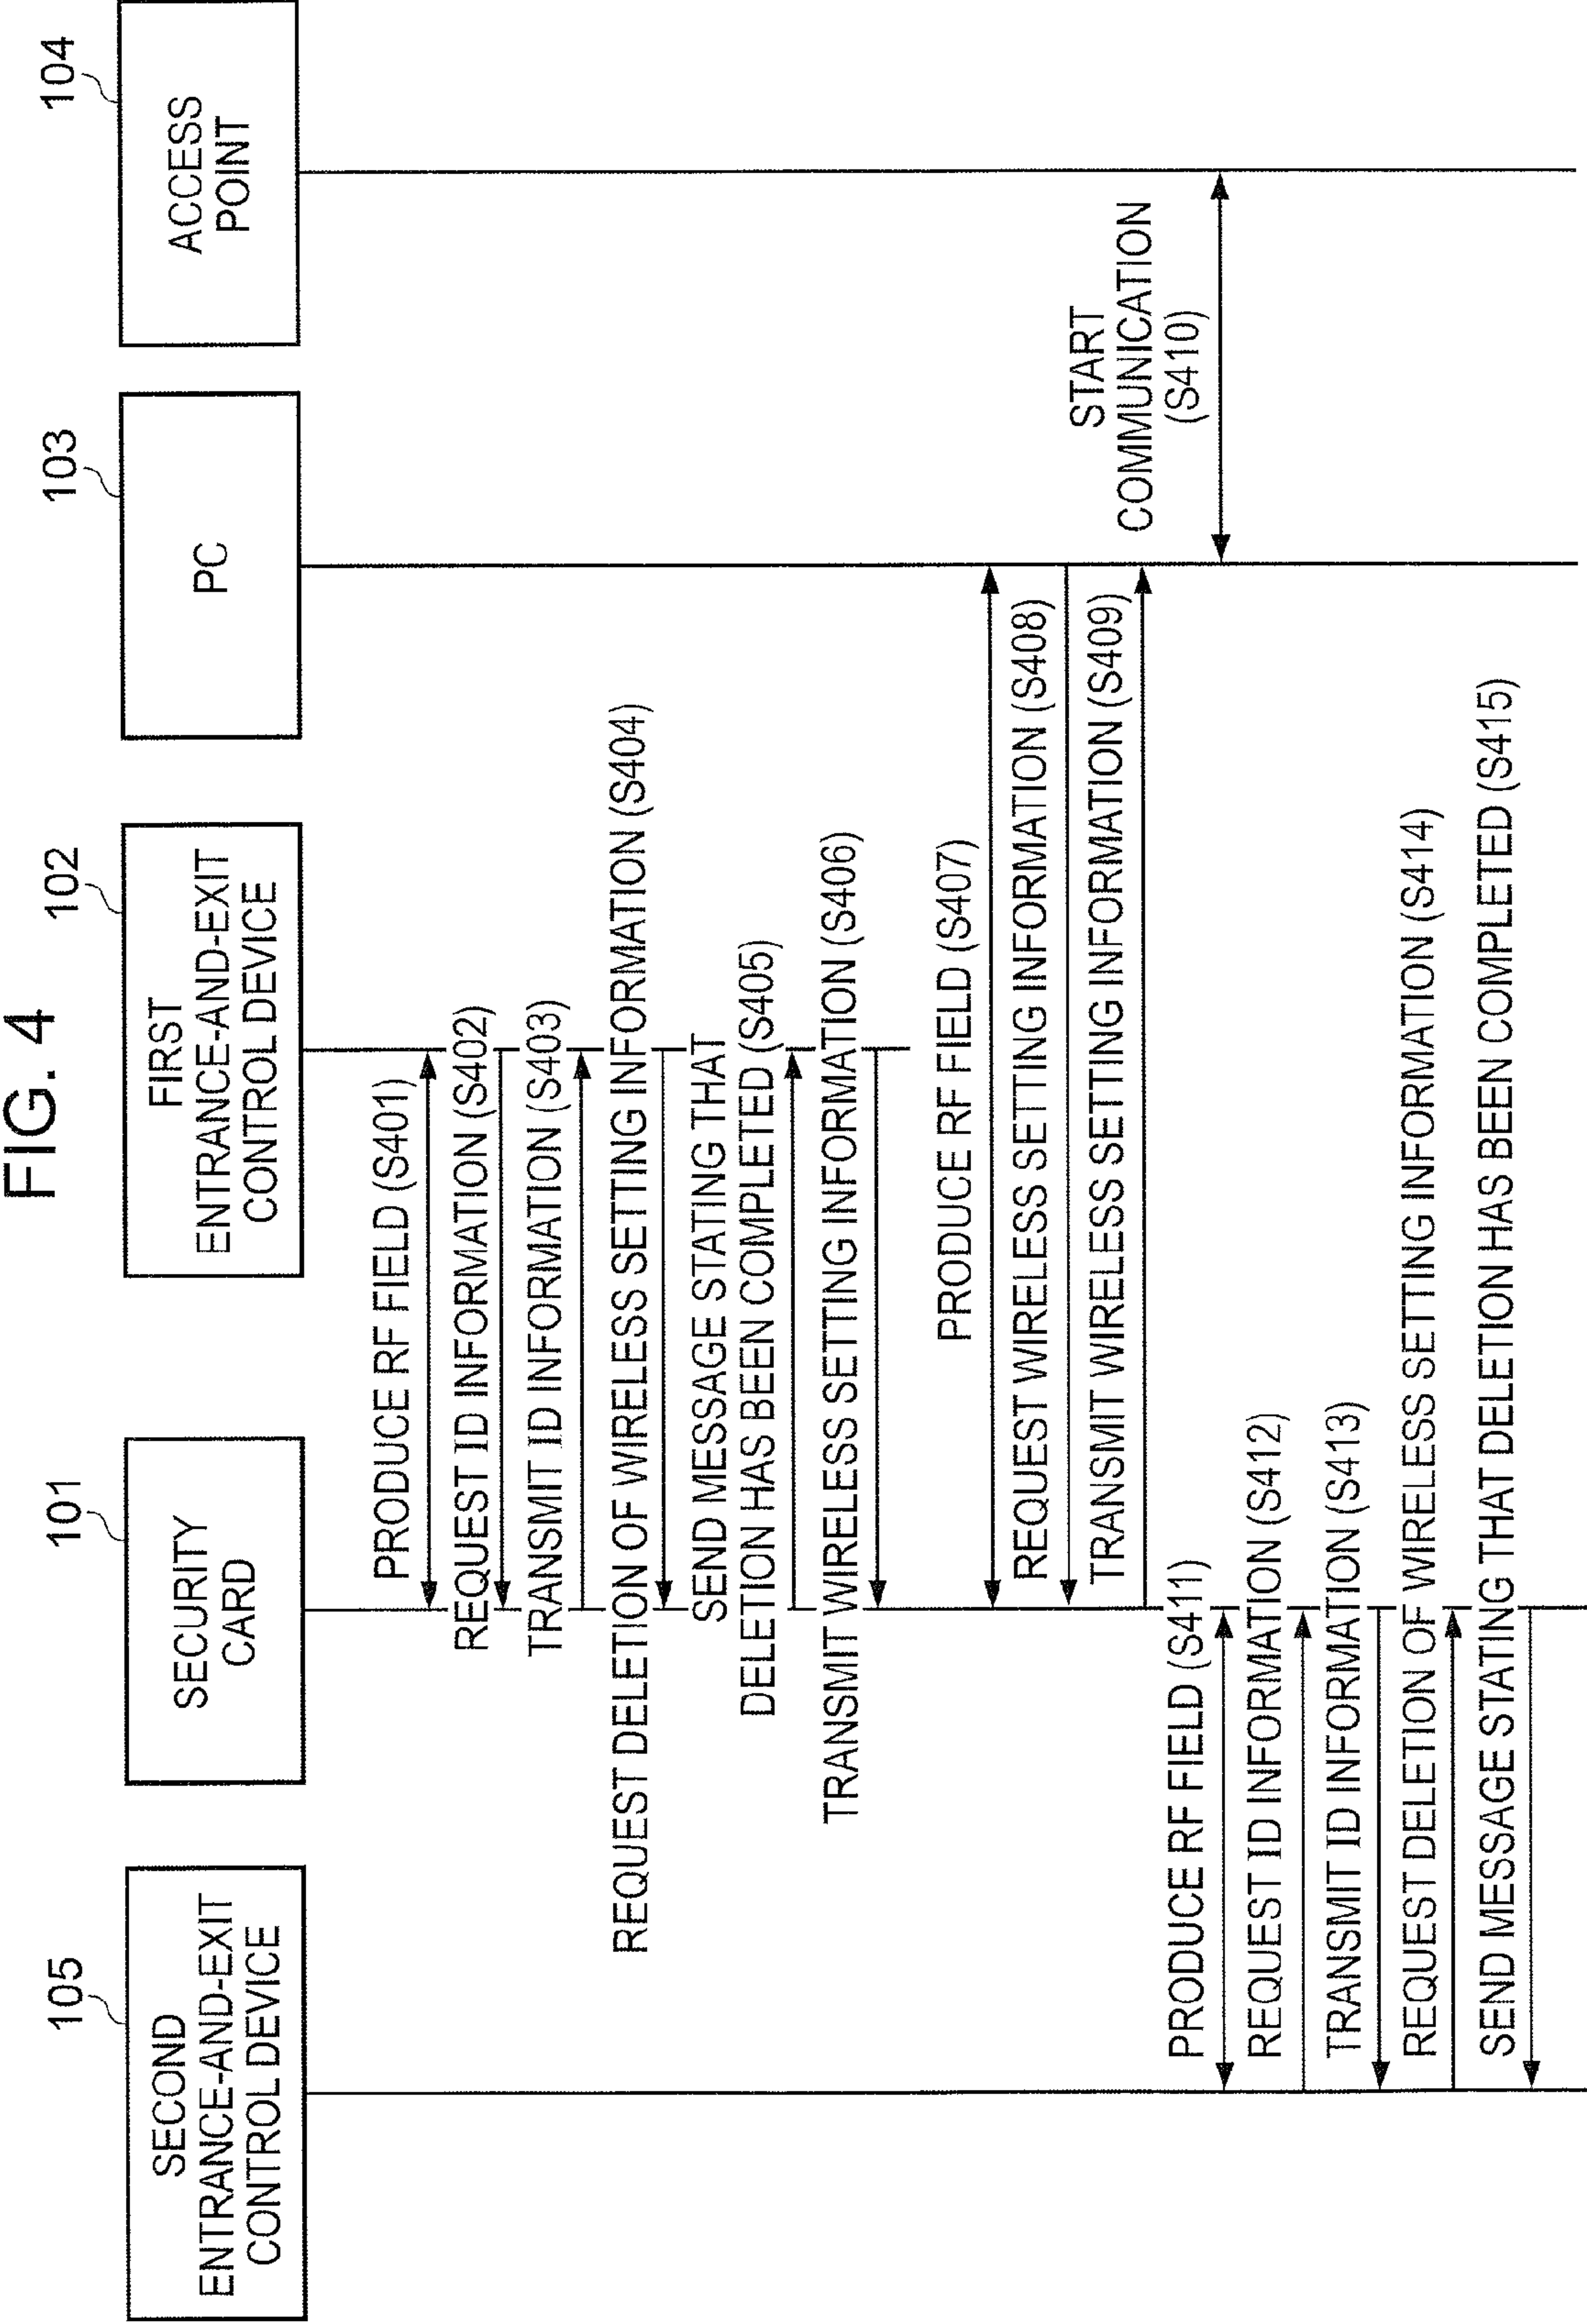 FIG. 4
105
SECOND
ENTRANCE-AND-EXIT
CONTROL DEVICE
101
SECURITY
CARD
102
FIRST
ENTRANCE-AND-EXIT
CONTROL DEVICE
103
PC
104
ACCESS
POINT
PRODUCE RF FIELD (S401)
REQUEST ID INFORMATION (S402)
TRANSMIT ID INFORMATION (S403)
REQUEST DELETION OF WIRELESS SETTING INFORMATION (S404)
SEND MESSAGE STATING THAT
DELETION HAS BEEN COMPLETED (S405)
TRANSMIT WIRELESS SETTING INFORMATION (S406)
PRODUCE RF FIELD (S407)
REQUEST WIRELESS SETTING INFORMATION (S408)
TRANSMIT WIRELESS SETTING INFORMATION (S409)
START
COMMUNICATION
(S410)
PRODUCE RF FIELD (S411)
REQUEST ID INFORMATION (S412)
TRANSMIT ID INFORMATION (S413)
REQUEST DELETION OF WIRELESS SETTING INFORMATION (S414)
SEND MESSAGE STATING THAT DELETION HAS BEEN COMPLETED (S415)